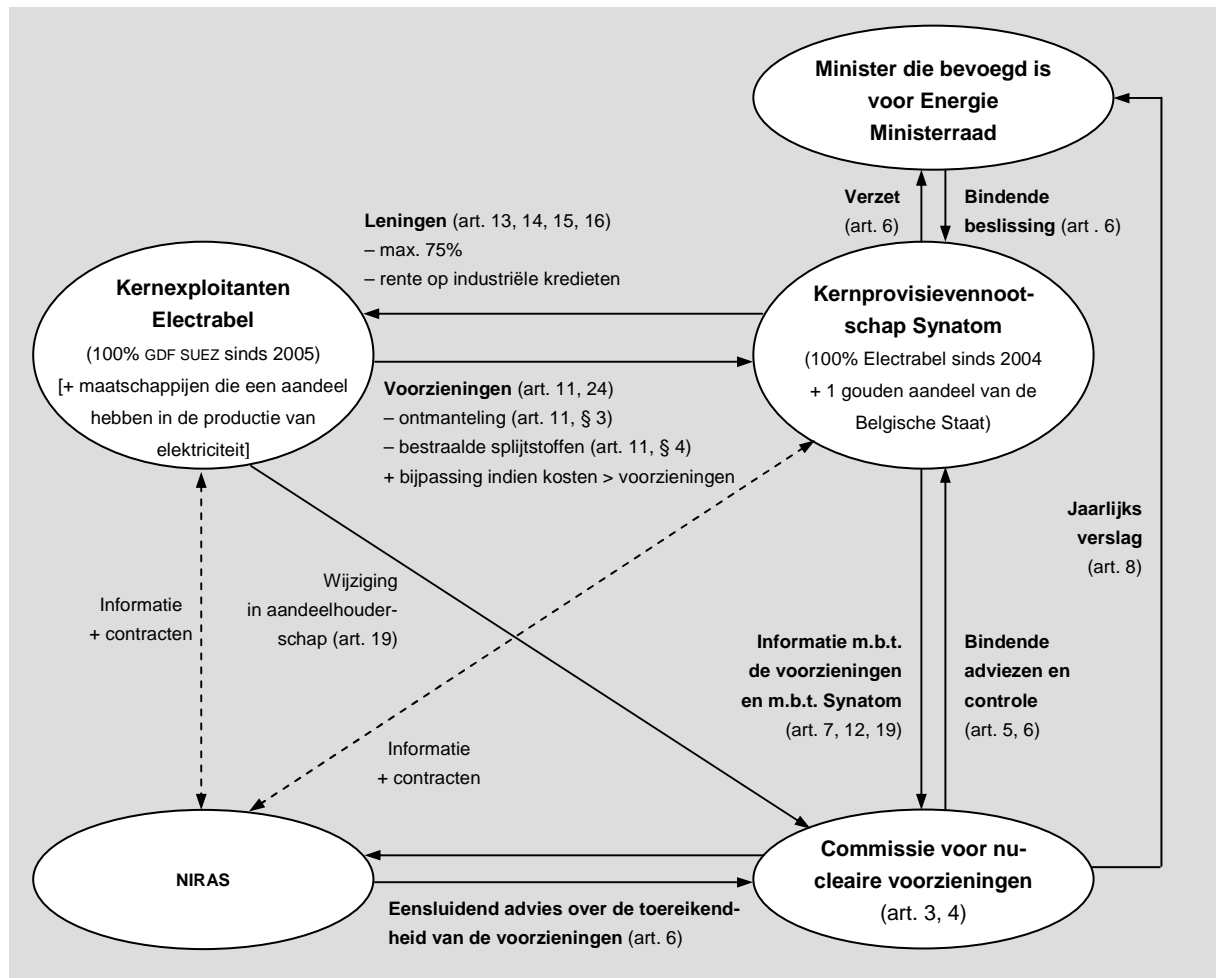 Minister die bevoegd is
voor Energie
Ministerraad
Verzet
(art. 6)
Bindende
beslissing (art . 6)
Leningen (art. 13, 14, 15, 16)
– max. 75%
– rente op industriële kredieten
Kernexploitanten
Electrabel
(100% GDF SUEZ sinds 2005)
[+ maatschappijen die een aandeel
hebben in de productie van
elektriciteit]
Kernprovisievennoot-
schap Synatom
(100% Electrabel sinds 2004
+ 1 gouden aandeel van de
Belgische Staat)
Voorzieningen (art. 11, 24)
– ontmanteling (art. 11, § 3)
– bestraalde splijtstoffen (art. 11, § 4)
+ bijpassing indien kosten > voorzieningen
Jaarlijks
verslag
(art. 8)
Informatie
+ contracten
Wijziging
in aandeelhouder-
schap (art. 19)
Informatie m.b.t.
de voorzieningen
en m.b.t. Synatom
(art. 7, 12, 19)
Bindende
adviezen en
controle
(art. 5, 6)
Informatie
+ contracten
NIRAS
Commissie voor nu-
cleaire voorzieningen
(art. 3, 4)
Eensluidend advies over de toereikend-
heid van de voorzieningen (art. 6)